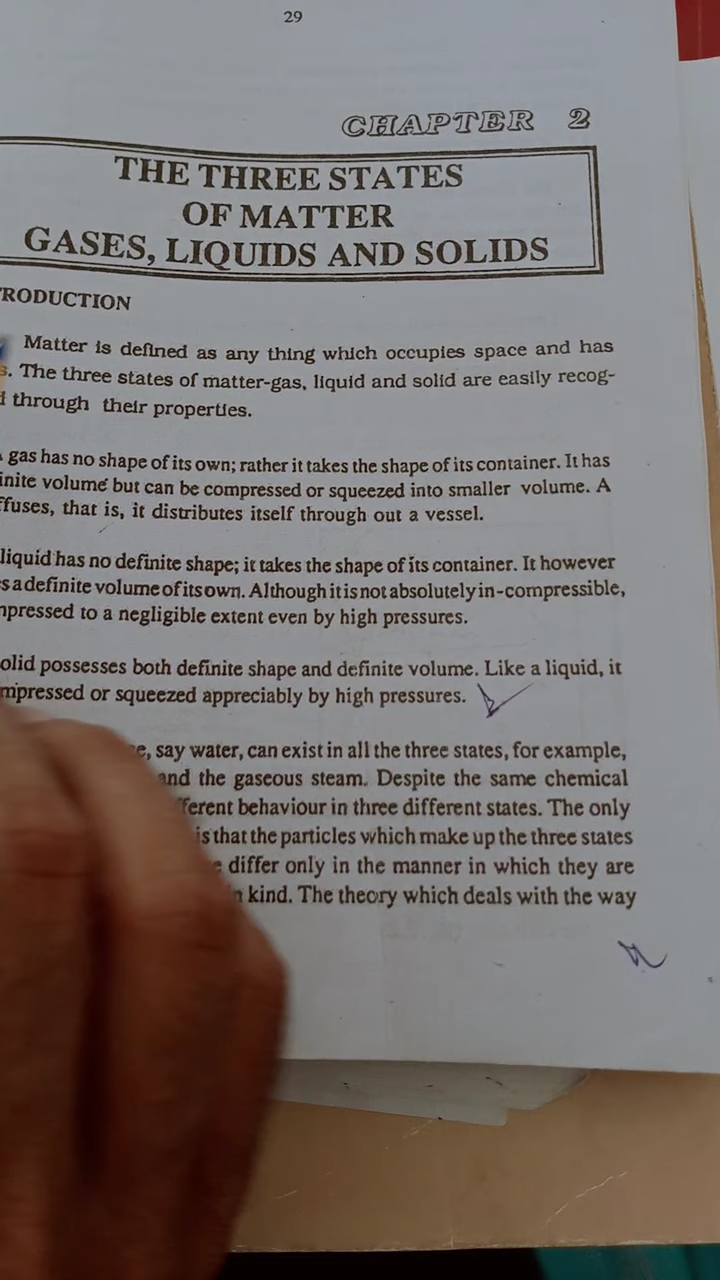 29
CHAPTER 2
THE THREE STATES
OF MATTER
GASES, LIQUIDS AND SOLIDS
RODUCTION
Matter is defined as any thing which occupies space and has
s. The three states of matter-gas, liquid and solid are easily recog-
through their properties.
gas has no shape of its own; rather it takes the shape of its container. It has
inite volume but can be compressed or squeezed into smaller volume. A
ffuses, that is, it distributes itself through out a vessel.
liquid has no definite shape; it takes the shape of its container. It however
s a definite volume of its own. Although it is not absolutely in-compressible,
mpressed to a negligible extent even by high pressures.
olid possesses both definite shape and definite volume. Like a liquid, it
mpressed or squeezed appreciably by high pressures.
e, say water, can exist in all the three states, for example,
and the gaseous steam. Despite the same chemical
fferent behaviour in three different states. The only
is that the particles which make up the three states
differ only in the manner in which they are
n kind. The theory which deals with the way